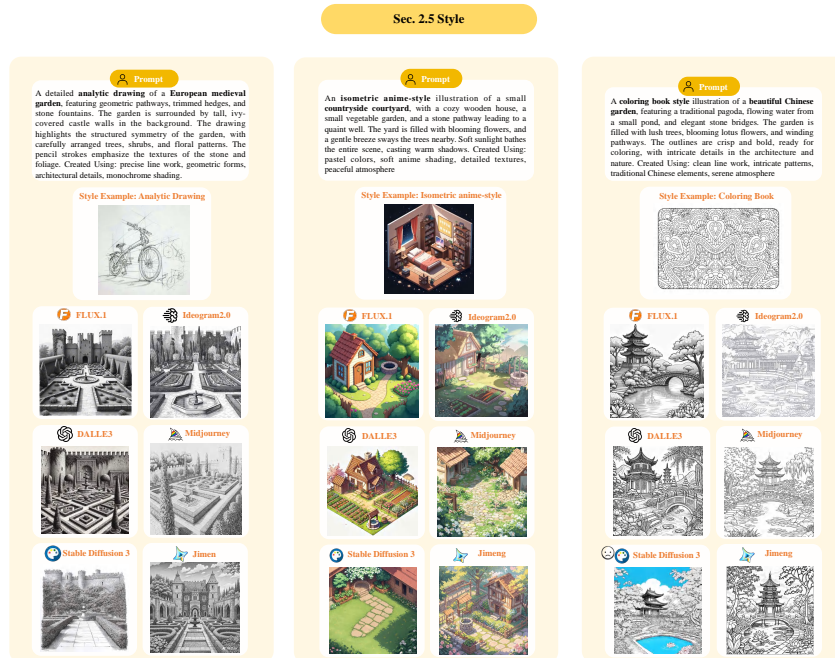 Sec. 2.5 Style
Prompt
A detailed analytic drawing of a European medieval
garden, featuring geometric pathways, trimmed hedges, and
stone fountains. The garden is surrounded by tall, ivy-
covered castle walls in the background. The drawing
highlights the structured symmetry of the garden, with
carefully arranged trees, shrubs, and floral patterns. The
pencil strokes emphasize the textures of the stone and
foliage. Created Using: precise line work, geometric forms,
architectural details, monochrome shading.
Style Example: Analytic Drawing
FLUX.1
Ideogram2.0
DALLE3
Midjourney
Stable Diffusion 3
Jimen
Prompt
An isometric anime-style illustration of a small
countryside courtyard, with a cozy wooden house, a
small vegetable garden, and a stone pathway leading to a
quaint well. The yard is filled with blooming flowers, and
a gentle breeze sways the trees nearby. Soft sunlight bathes
the entire scene, casting warm shadows. Created Using:
pastel colors, soft anime shading, detailed textures,
peaceful atmosphere
Style Example: Isometric anime-style
FLUX.1
Ideogram2.0
DALLE3
Midjourney
Stable Diffusion 3
Jimeng
Prompt
A coloring book style illustration of a beautiful Chinese
garden, featuring a traditional pagoda, flowing water from
a small pond, and elegant stone bridges. The garden is
filled with lush trees, blooming lotus flowers, and winding
pathways. The outlines are crisp and bold, ready for
coloring, with intricate details in the architecture and
nature. Created Using: clean line work, intricate patterns,
traditional Chinese elements, serene atmosphere
Style Example: Coloring Book
FLUX.1
Ideogram2.0
DALLE3
Midjourney
Stable Diffusion 3
Jimeng